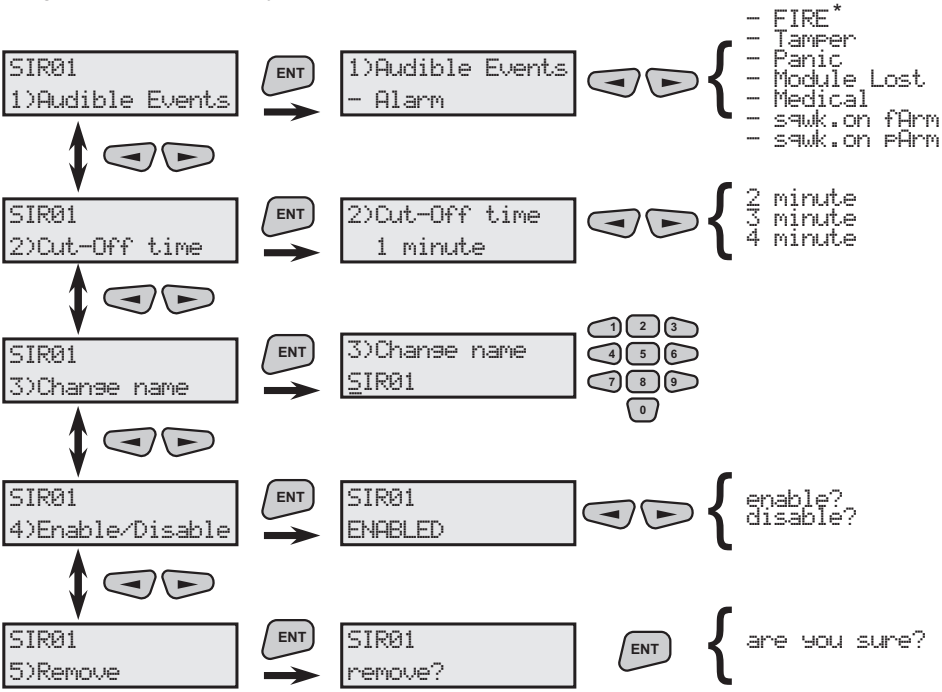 SIR01
1)Audible Events
ENT
1)Audible Events
- Alarm
- FIRE*
- Tamper
- Panic
- Module Lost
- Medical
- sqwk.on fArm
- sqwk.on pArm
SIR01
2)Cut-Off time
ENT
2)Cut-Off time
1 minute
2 minute
3 minute
4 minute
SIR01
3)Change name
ENT
3)Change name
SIR01
1 2 3
4 5 6
7 8 9
0
SIR01
4)Enable/Disable
ENT
SIR01
ENABLED
enable?
disable?
SIR01
5)Remove
ENT
SIR01
remove?
ENT
are you sure?